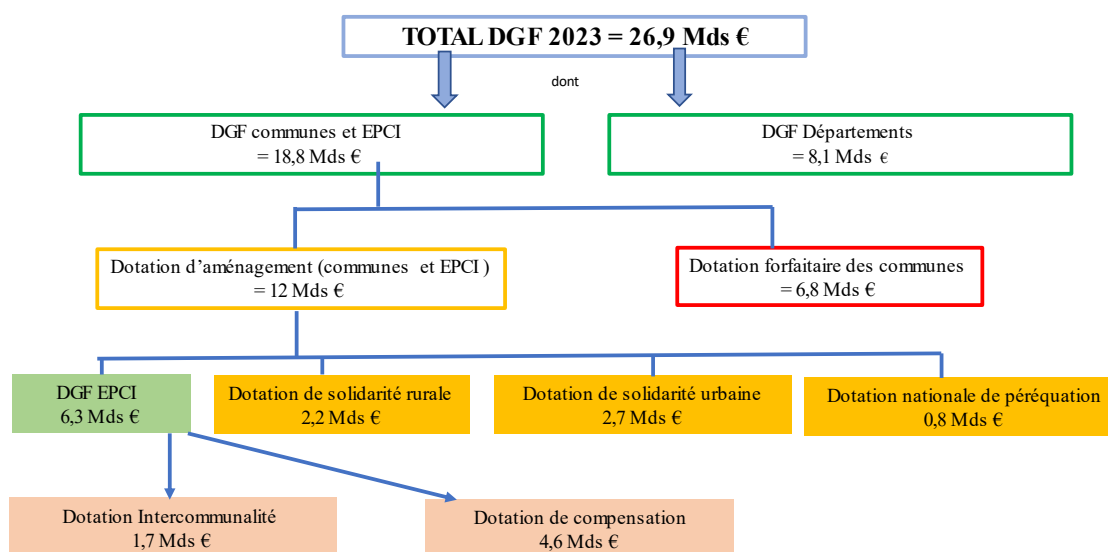 TOTAL DGF 2023 = 26,9 Mds €
dont
DGF communes et EPCI
= 18,8 Mds €
DGF Départements
= 8,1 Mds €
Dotation d'aménagement (communes et EPCI )
= 12 Mds €
Dotation forfaitaire des communes
= 6,8 Mds €
DGF EPCI
6,3 Mds €
Dotation de solidarité rurale
2,2 Mds €
Dotation de solidarité urbaine
2,7 Mds €
Dotation nationale de péréquation
0,8 Mds €
Dotation Intercommunalité
1,7 Mds €
Dotation de compensation
4,6 Mds €